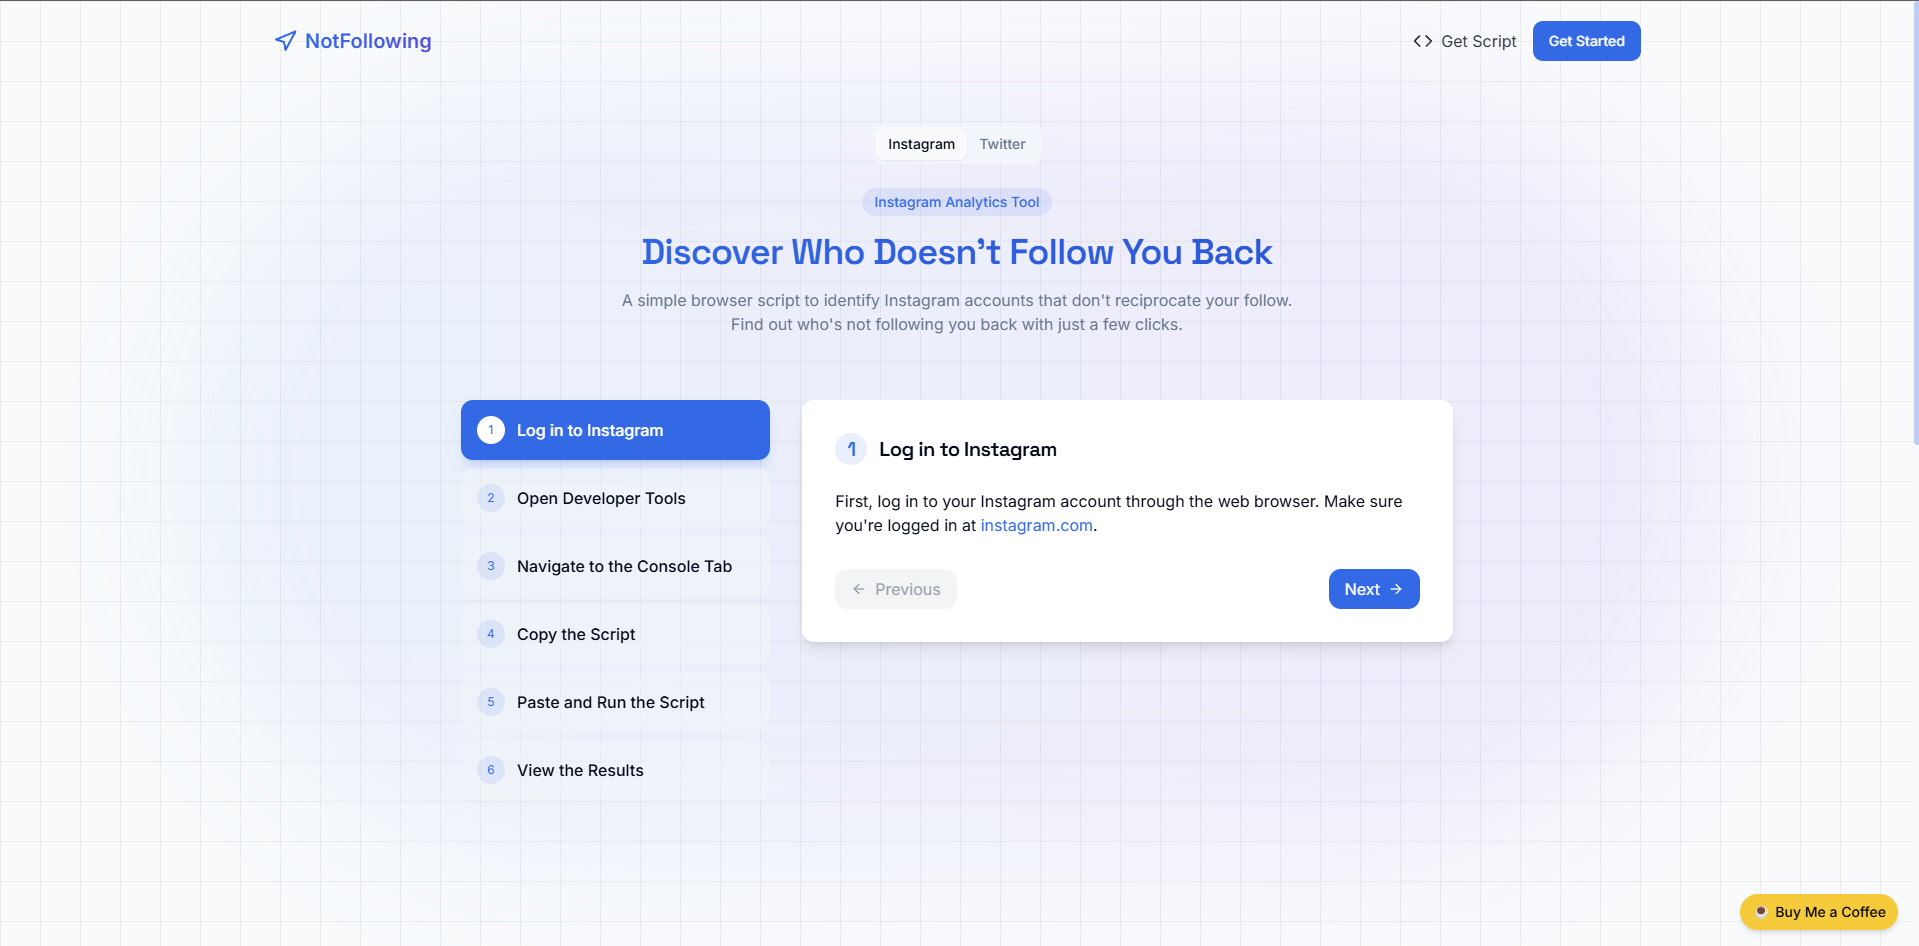 NotFollowing
Get Script
Get Started
Instagram
Twitter
Instagram Analytics Tool
Discover Who Doesn’t Follow You Back
A simple browser script to identify Instagram accounts that don't reciprocate your follow.
Find out who's not following you back with just a few clicks.
1 Log in to Instagram
2 Open Developer Tools
3 Navigate to the Console Tab
4 Copy the Script
5 Paste and Run the Script
6 View the Results
1 Log in to Instagram
First, log in to your Instagram account through the web browser. Make sure
you're logged in at instagram.com.
Previous
Next
Buy Me a Coffee